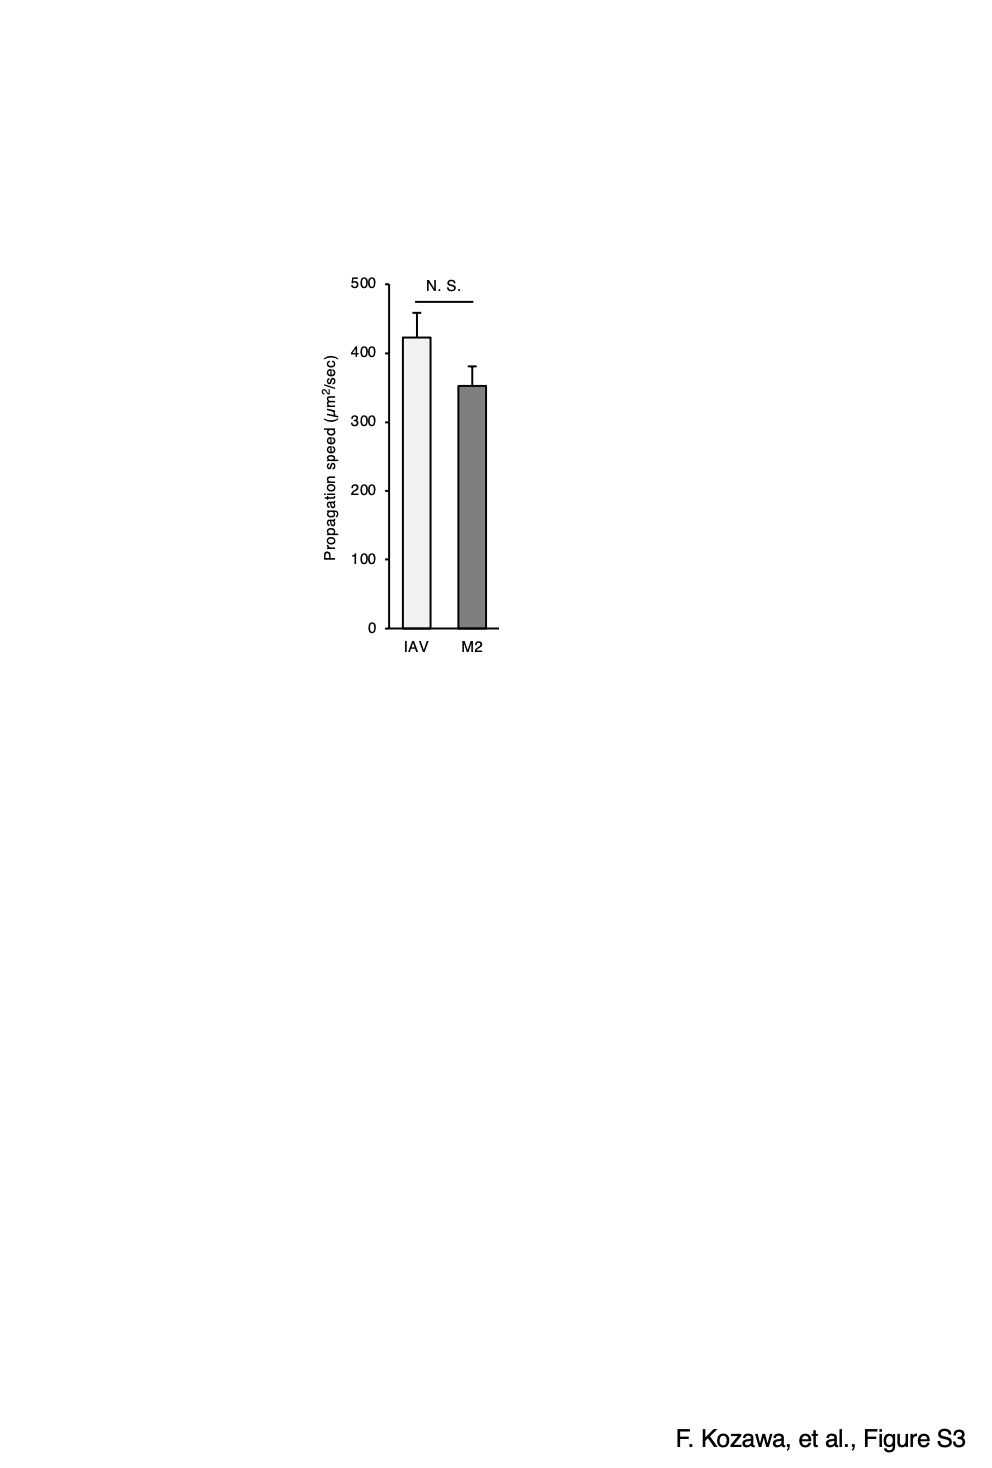 N. S.
500
400
300
200
100
0
Propagation speed (µm²/sec)
IAV M2
F. Kozawa, et al., Figure S3